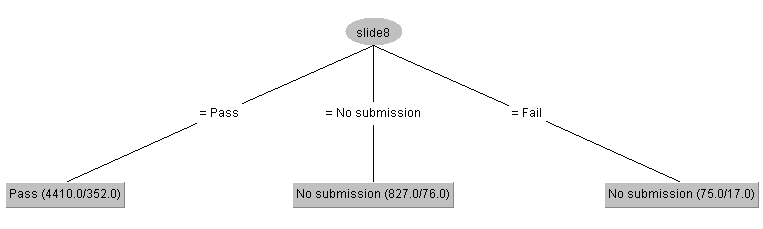 slide8
= Pass
= No submission
= Fail
Pass (4410.0/352.0)
No submission (827.0/76.0)
No submission (75.0/17.0)